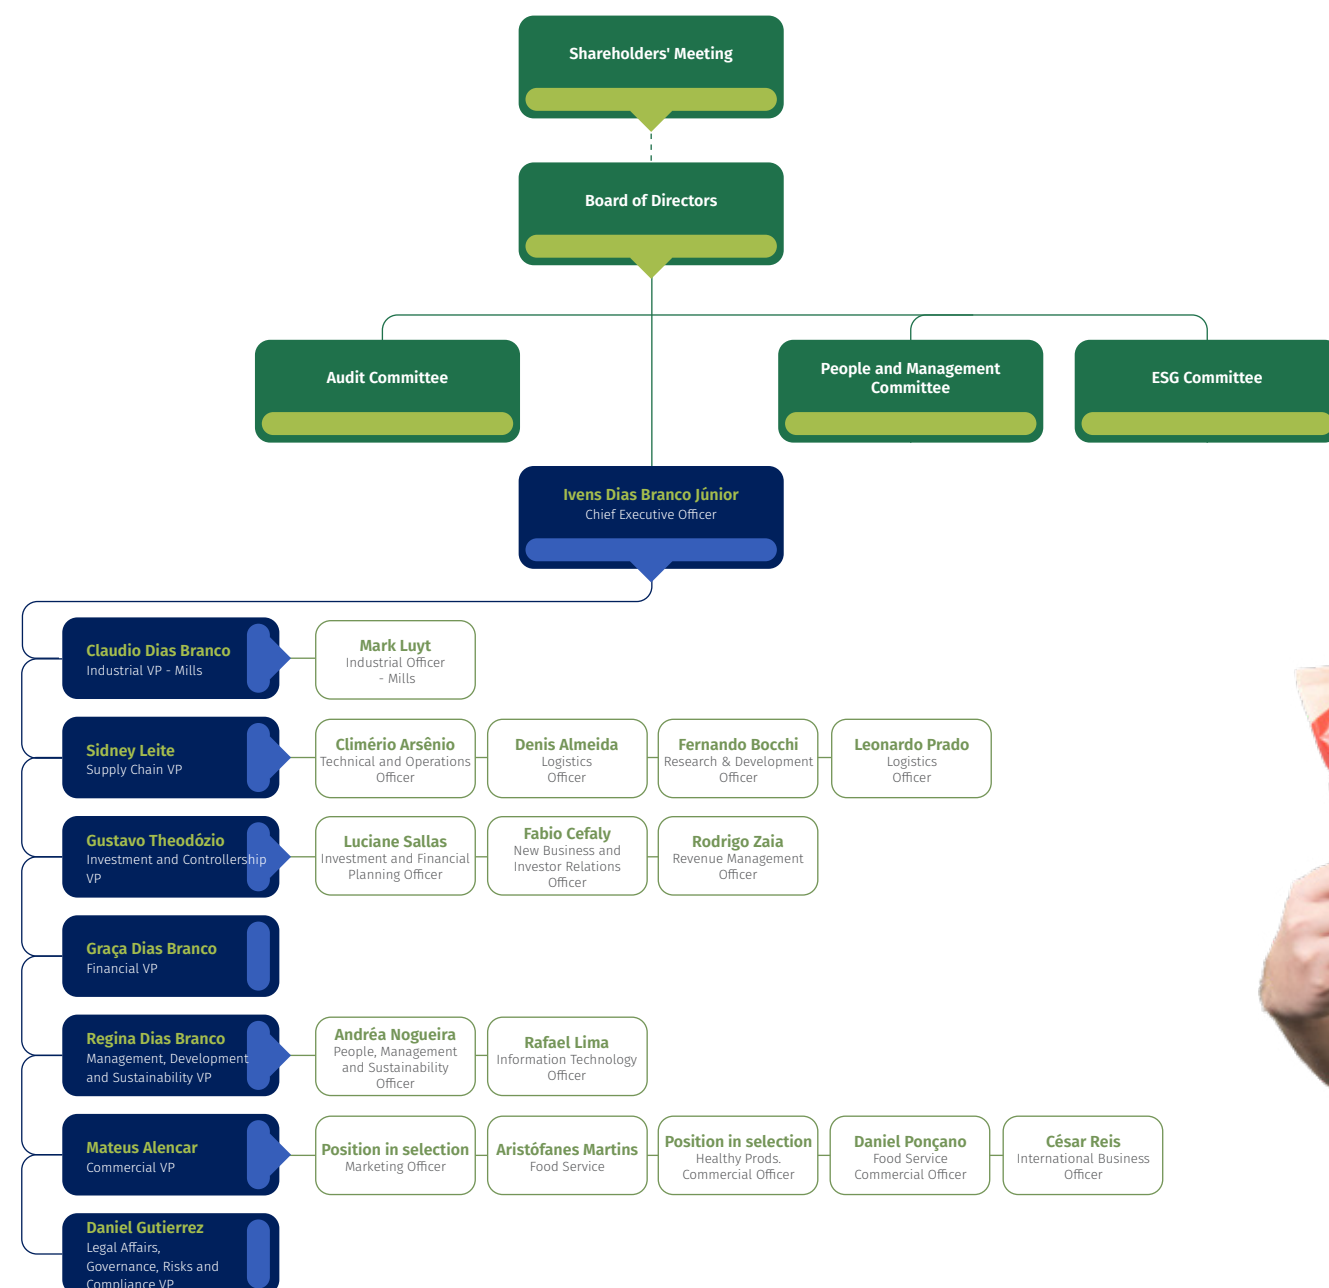 Shareholders' Meeting
Board of Directors
Audit Committee
People and Management
Committee
ESG Committee
Ivens Dias Branco Júnior
Chief Executive Officer
Claudio Dias Branco
Industrial VP - Mills
Mark Luyt
Industrial Officer
- Mills
Sidney Leite
Supply Chain VP
Climério Arsênio
Technical and Operations
Officer
Denis Almeida
Logistics
Officer
Fernando Bocchi
Research & Development
Officer
Leonardo Prado
Logistics
Officer
Gustavo Theodózio
Investment and Controllership
VP
Luciane Sallas
Investment and Financial
Planning Officer
Fabio Cefaly
New Business and
Investor Relations
Officer
Rodrigo Zaia
Revenue Management
Officer
Graça Dias Branco
Financial VP
Regina Dias Branco
Management, Development
and Sustainability VP
Andréa Nogueira
People, Management
and Sustainability
Officer
Rafael Lima
Information Technology
Officer
Mateus Alencar
Commercial VP
Position in selection
Marketing Officer
Aristófanes Martins
Food Service
Position in selection
Healthy Prods.
Commercial Officer
Daniel Ponçano
Food Service
Commercial Officer
César Reis
International Business
Officer
Daniel Gutierrez
Legal Affairs,
Governance, Risks and
Compliance VP